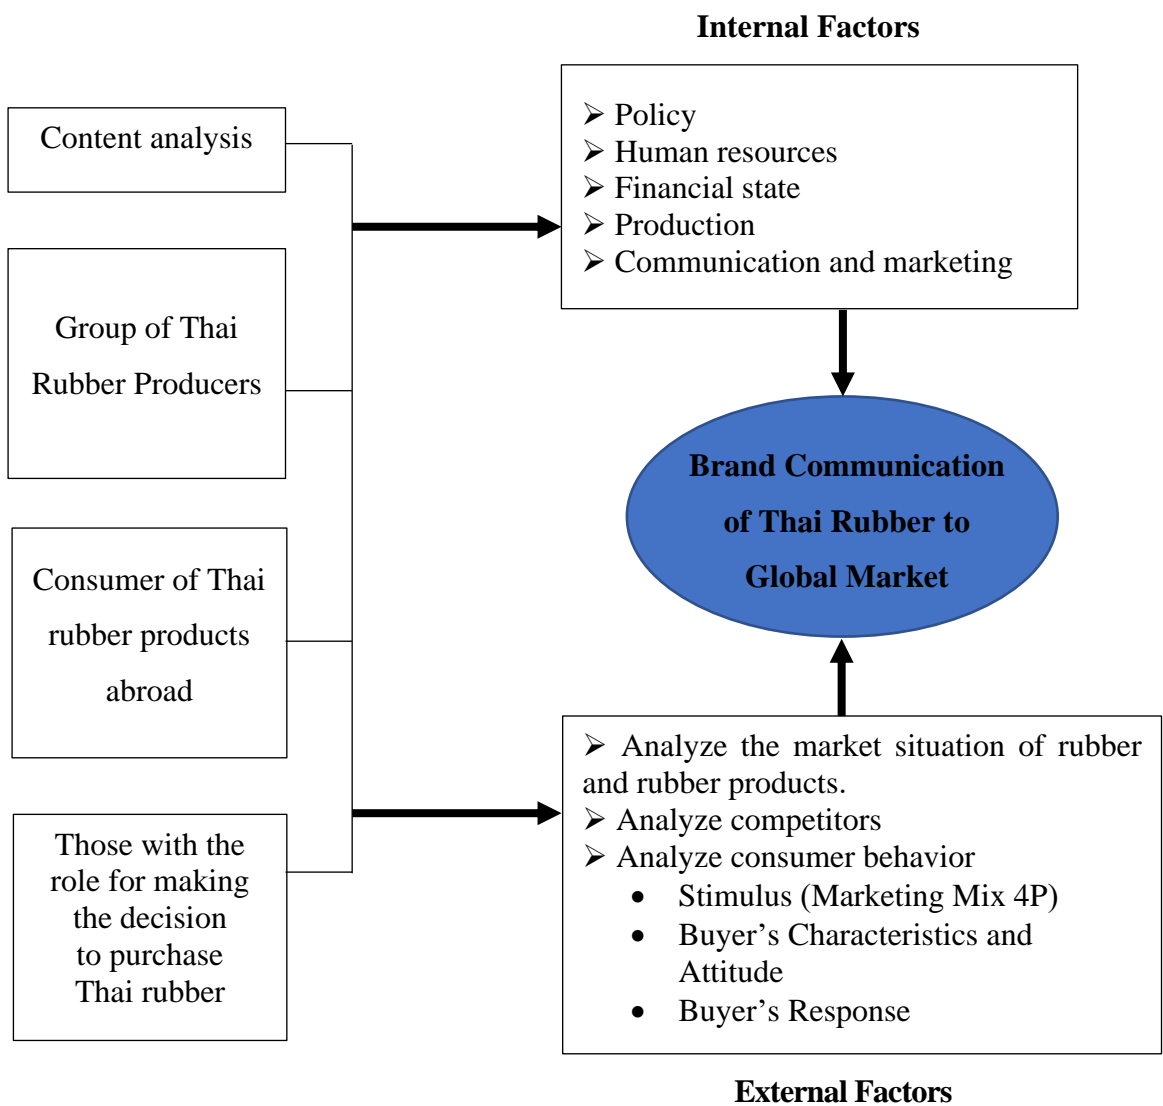 Internal Factors
Content analysis
Group of Thai
Rubber Producers
Consumer of Thai
rubber products
abroad
Those with the
role for making
the decision
to purchase
Thai rubber
➢ Policy
➢ Human resources
➢ Financial state
➢ Production
➢ Communication and marketing
Brand Communication
of Thai Rubber to
Global Market
➢ Analyze the market situation of rubber
and rubber products.
➢ Analyze competitors
➢ Analyze consumer behavior
• Stimulus (Marketing Mix 4P)
• Buyer’s Characteristics and
Attitude
• Buyer’s Response
External Factors